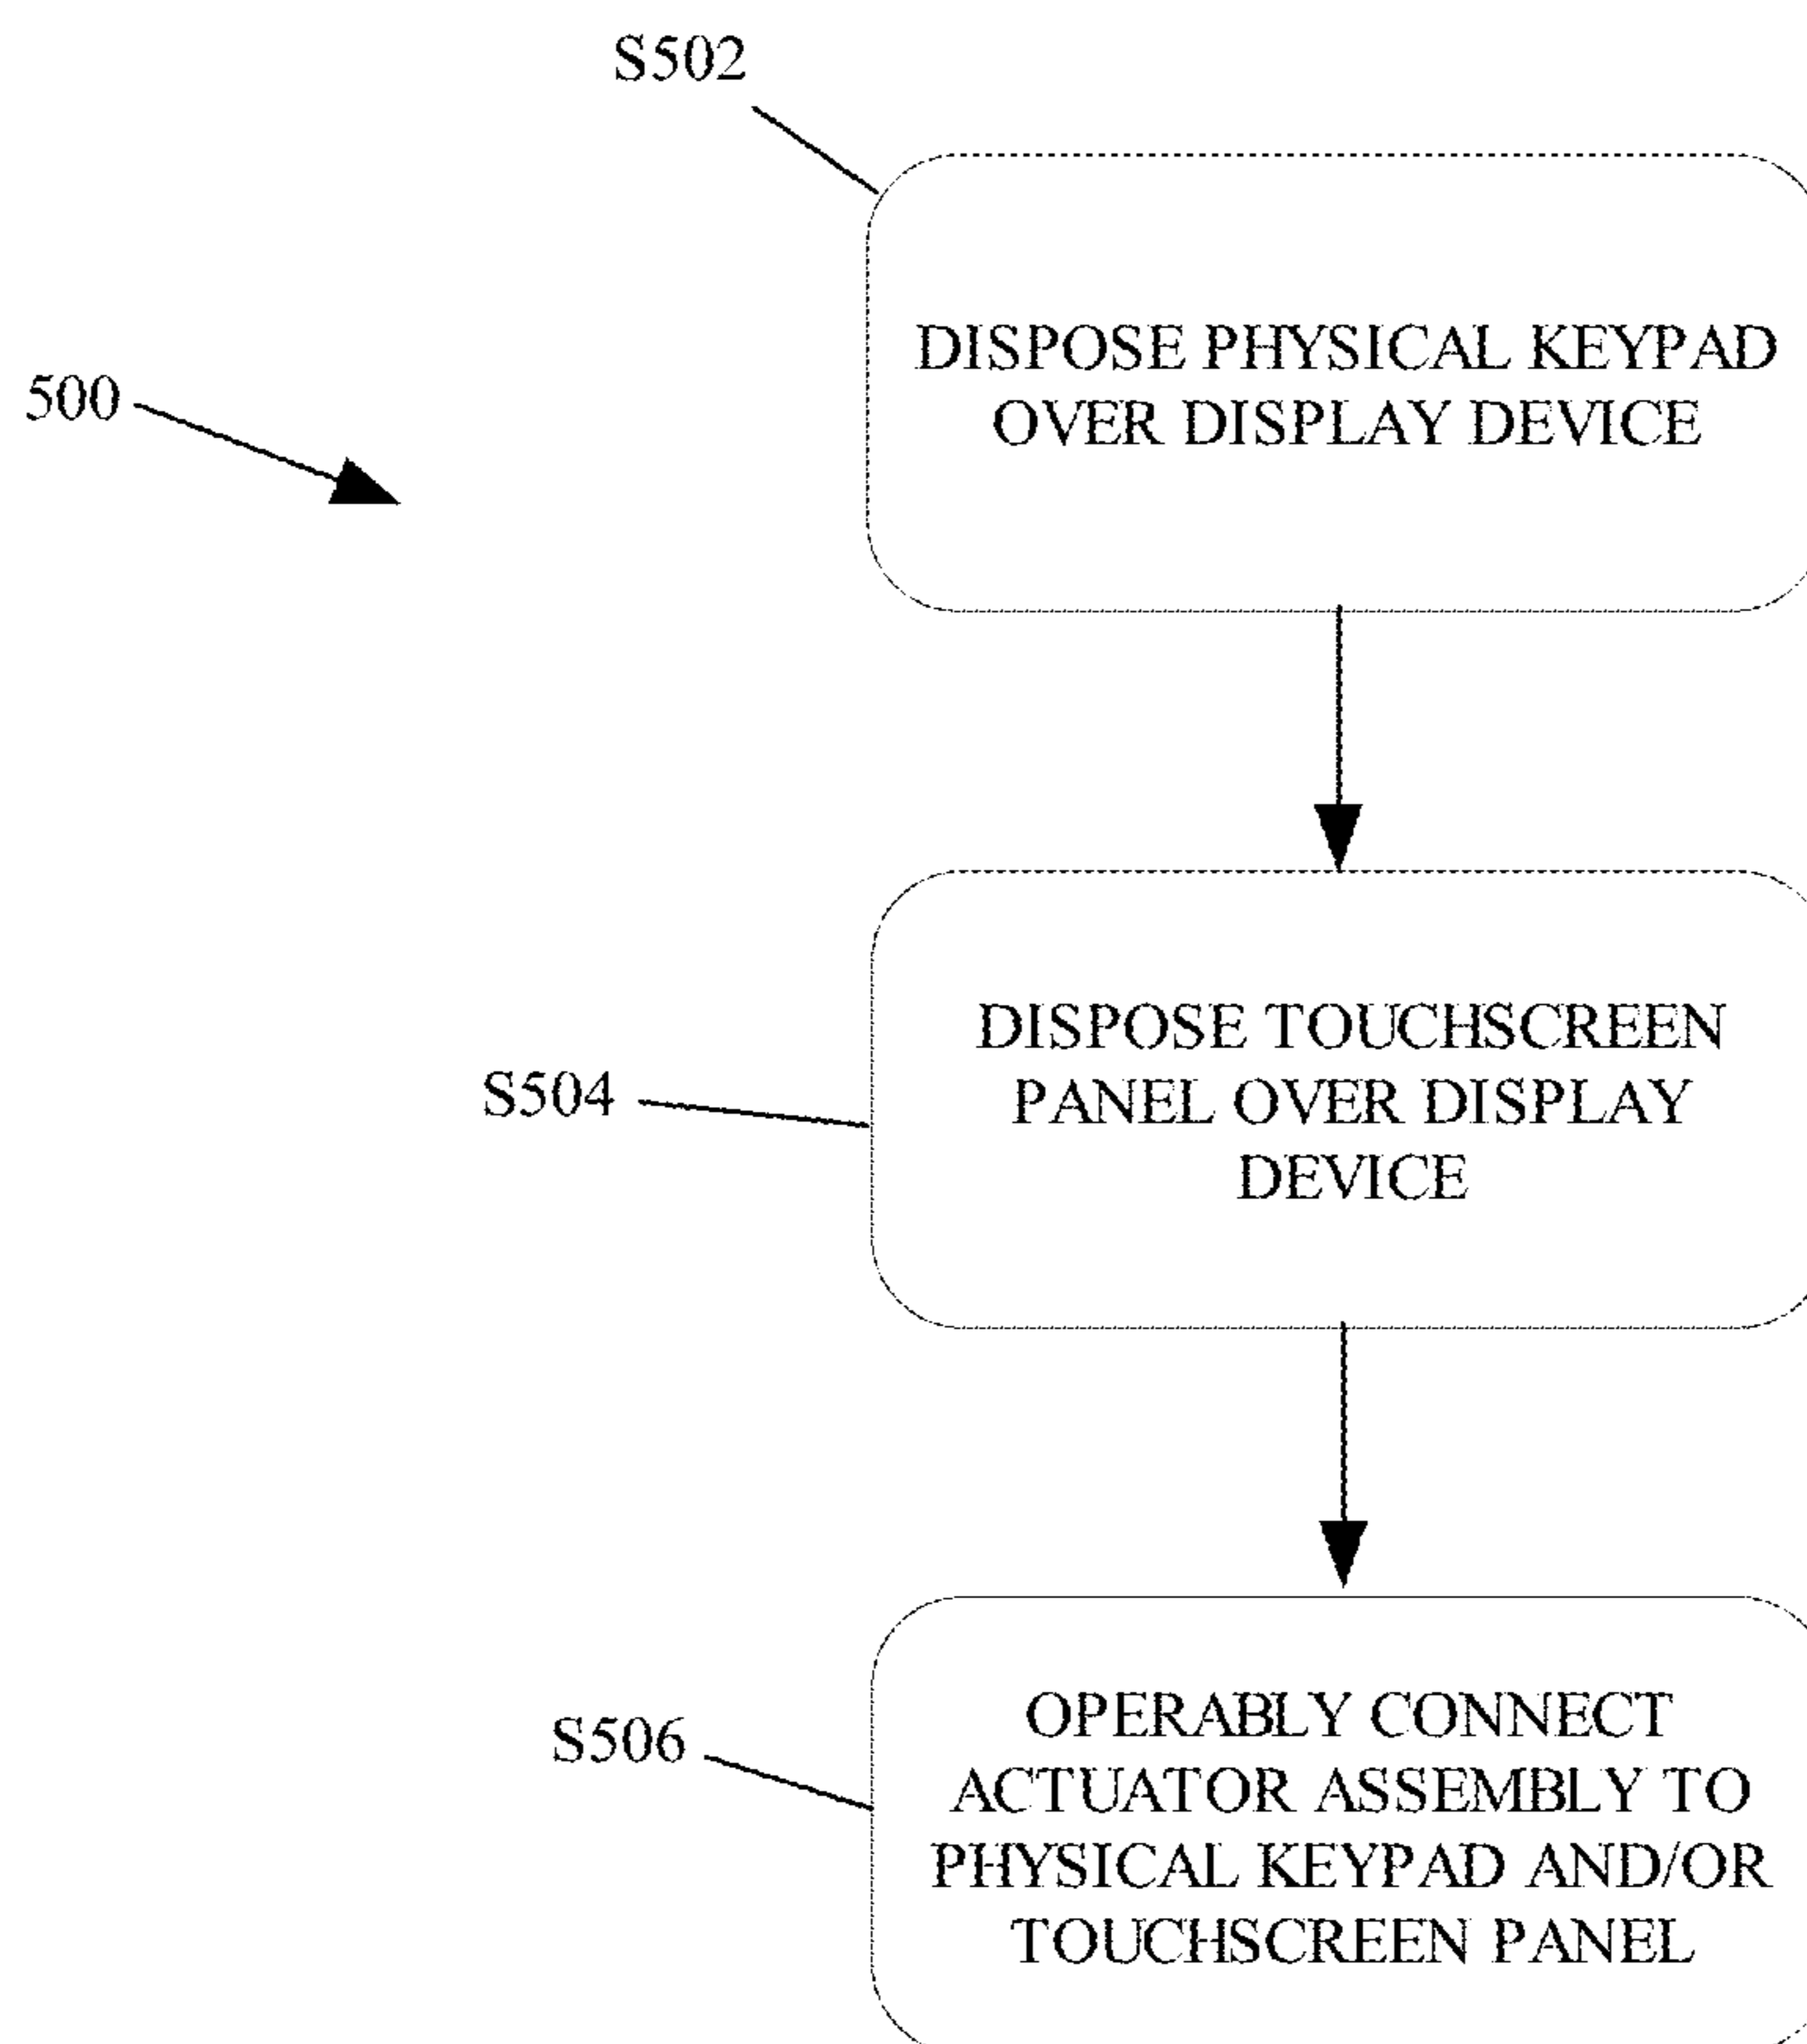 S502
DISPOSE PHYSICAL KEYPAD
OVER DISPLAY DEVICE
500
DISPOSE TOUCHSCREEN
PANEL OVER DISPLAY
DEVICE
S504
OPERABLY CONNECT
ACTUATOR ASSEMBLY TO
PHYSICAL KEYPAD AND/OR
TOUCHSCREEN PANEL
S506